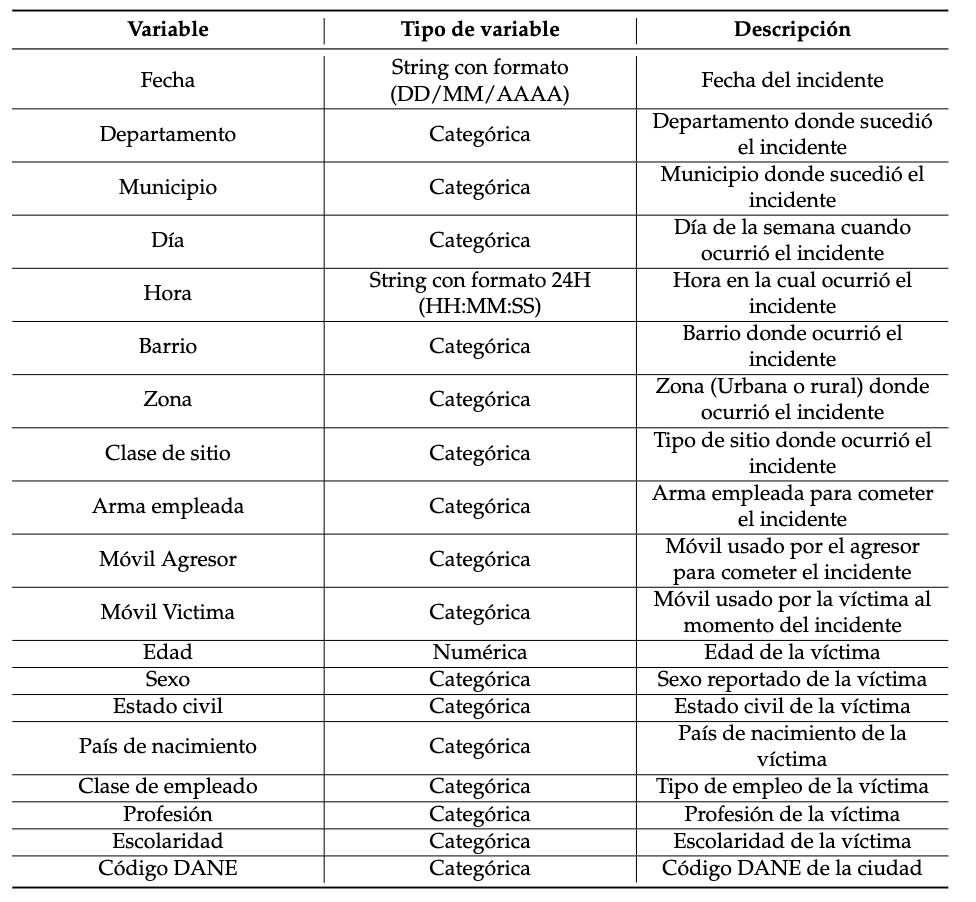 Variable Tipo de variable Descripción
Fecha String con formato (DD/MM/AAAA) Fecha del incidente
Departamento Categórica Departamento donde sucedió el incidente
Municipio Categórica Municipio donde sucedió el incidente
Día Categórica Día de la semana cuando ocurrió el incidente
Hora String con formato 24H (HH:MM:SS) Hora en la cual ocurrió el incidente
Barrio Categórica Barrio donde ocurrió el incidente
Zona Categórica Zona (Urbana o rural) donde ocurrió el incidente
Clase de sitio Categórica Tipo de sitio donde ocurrió el incidente
Arma empleada Categórica Arma empleada para cometer el incidente
Móvil Agresor Categórica Móvil usado por el agresor para cometer el incidente
Móvil Victima Categórica Móvil usado por la víctima al momento del incidente
Edad Numérica Edad de la víctima
Sexo Categórica Sexo reportado de la víctima
Estado civil Categórica Estado civil de la víctima
País de nacimiento Categórica País de nacimiento de la víctima
Clase de empleado Categórica Tipo de empleo de la víctima
Profesión Categórica Profesión de la víctima
Escolaridad Categórica Escolaridad de la víctima
Código DANE Categórica Código DANE de la ciudad